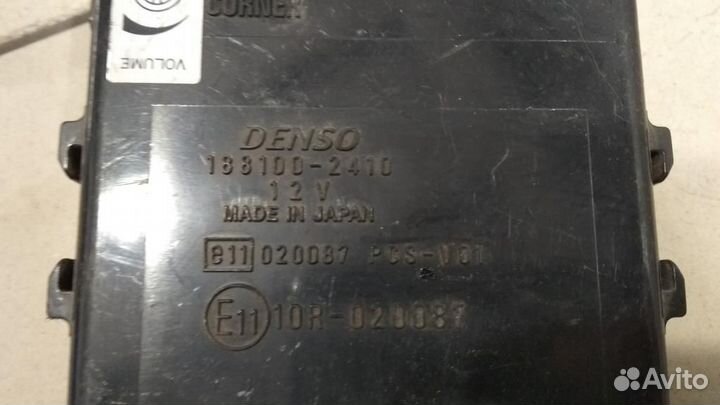 CORNER
VOLUME
DENSO
188100-2410
12V
MADE IN JAPAN
e11 020087 PCS-V01
E11 10R-020087
Avito